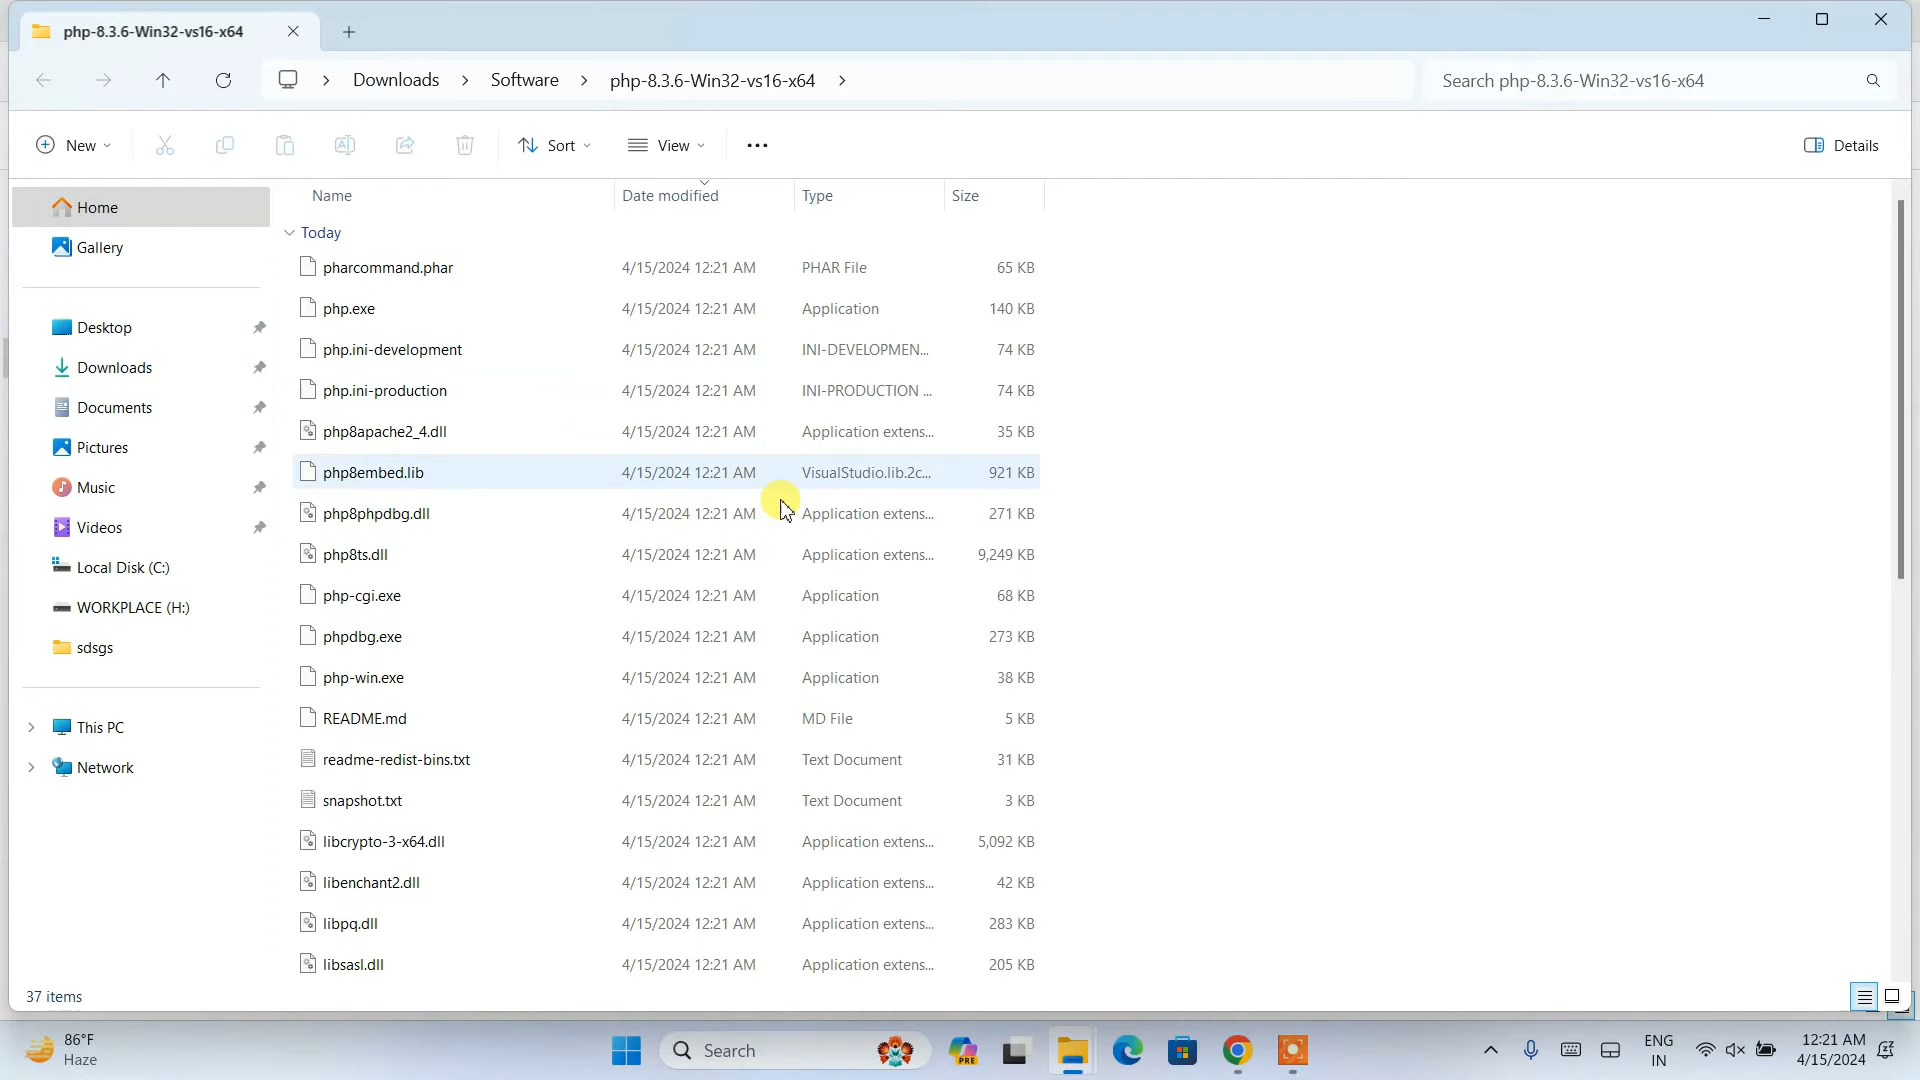 php-8.3.6-Win32-vs16-x64
Downloads Software php-8.3.6-Win32-vs16-x64
Search php-8.3.6-Win32-vs16-x64
New Sort View Details
Home
Gallery
Desktop
Downloads
Documents
Pictures
Music
Videos
Local Disk (C:)
WORKPLACE (H:)
sdsgs
This PC
Network
Name Date modified Type Size
Today
pharcommand.phar 4/15/2024 12:21 AM PHAR File 65 KB
php.exe 4/15/2024 12:21 AM Application 140 KB
php.ini-development 4/15/2024 12:21 AM INI-DEVELOPMEN... 74 KB
php.ini-production 4/15/2024 12:21 AM INI-PRODUCTION ... 74 KB
php8apache2_4.dll 4/15/2024 12:21 AM Application extens... 35 KB
php8embed.lib 4/15/2024 12:21 AM VisualStudio.lib.2c... 921 KB
php8phpdbg.dll 4/15/2024 12:21 AM Application extens... 271 KB
php8ts.dll 4/15/2024 12:21 AM Application extens... 9,249 KB
php-cgi.exe 4/15/2024 12:21 AM Application 68 KB
phpdbg.exe 4/15/2024 12:21 AM Application 273 KB
php-win.exe 4/15/2024 12:21 AM Application 38 KB
README.md 4/15/2024 12:21 AM MD File 5 KB
readme-redist-bins.txt 4/15/2024 12:21 AM Text Document 31 KB
snapshot.txt 4/15/2024 12:21 AM Text Document 3 KB
libcrypto-3-x64.dll 4/15/2024 12:21 AM Application extens... 5,092 KB
libenchant2.dll 4/15/2024 12:21 AM Application extens... 42 KB
libpq.dll 4/15/2024 12:21 AM Application extens... 283 KB
libsasl.dll 4/15/2024 12:21 AM Application extens... 205 KB
37 items
86°F
Haze
Search
PRE
ENG
IN
12:21 AM
4/15/2024